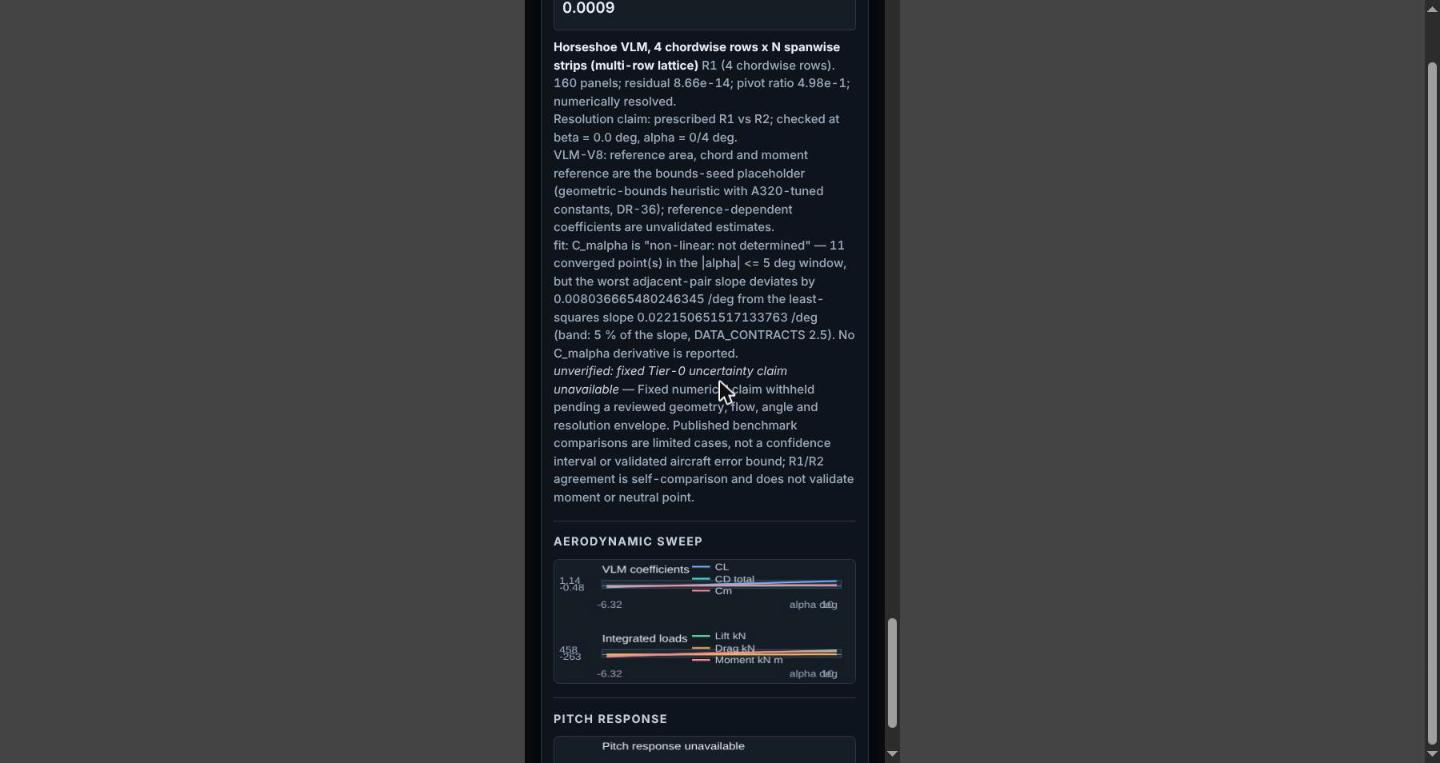 0.0009
Horseshoe VLM, 4 chordwise rows x N spanwise
strips (multi-row lattice) R1 (4 chordwise rows).
160 panels; residual 8.66e-14; pivot ratio 4.98e-1;
numerically resolved.
Resolution claim: prescribed R1 vs R2; checked at
beta = 0.0 deg, alpha = 0/4 deg.
VLM-V8: reference area, chord and moment
reference are the bounds-seed placeholder
(geometric-bounds heuristic with A320-tuned
constants, DR-36); reference-dependent
coefficients are unvalidated estimates.
fit: C_malpha is "non-linear: not determined" — 11
converged point(s) in the |alpha| <= 5 deg window,
but the worst adjacent-pair slope deviates by
0.008036665480246345 /deg from the least-
squares slope 0.022150651517133763 /deg
(band: 5 % of the slope, DATA_CONTRACTS 2.5). No
C_malpha derivative is reported.
unverified: fixed Tier-0 uncertainty claim
unavailable — Fixed numeric claim withheld
pending a reviewed geometry, flow, angle and
resolution envelope. Published benchmark
comparisons are limited cases, not a confidence
interval or validated aircraft error bound; R1/R2
agreement is self-comparison and does not validate
moment or neutral point.
AERODYNAMIC SWEEP
VLM coefficients
CL
CD total
Cm
1.14
-0.48
-6.32
alpha deg
Integrated loads
Lift kN
Drag kN
Moment kN m
458
-263
-6.32
alpha deg
PITCH RESPONSE
Pitch response unavailable